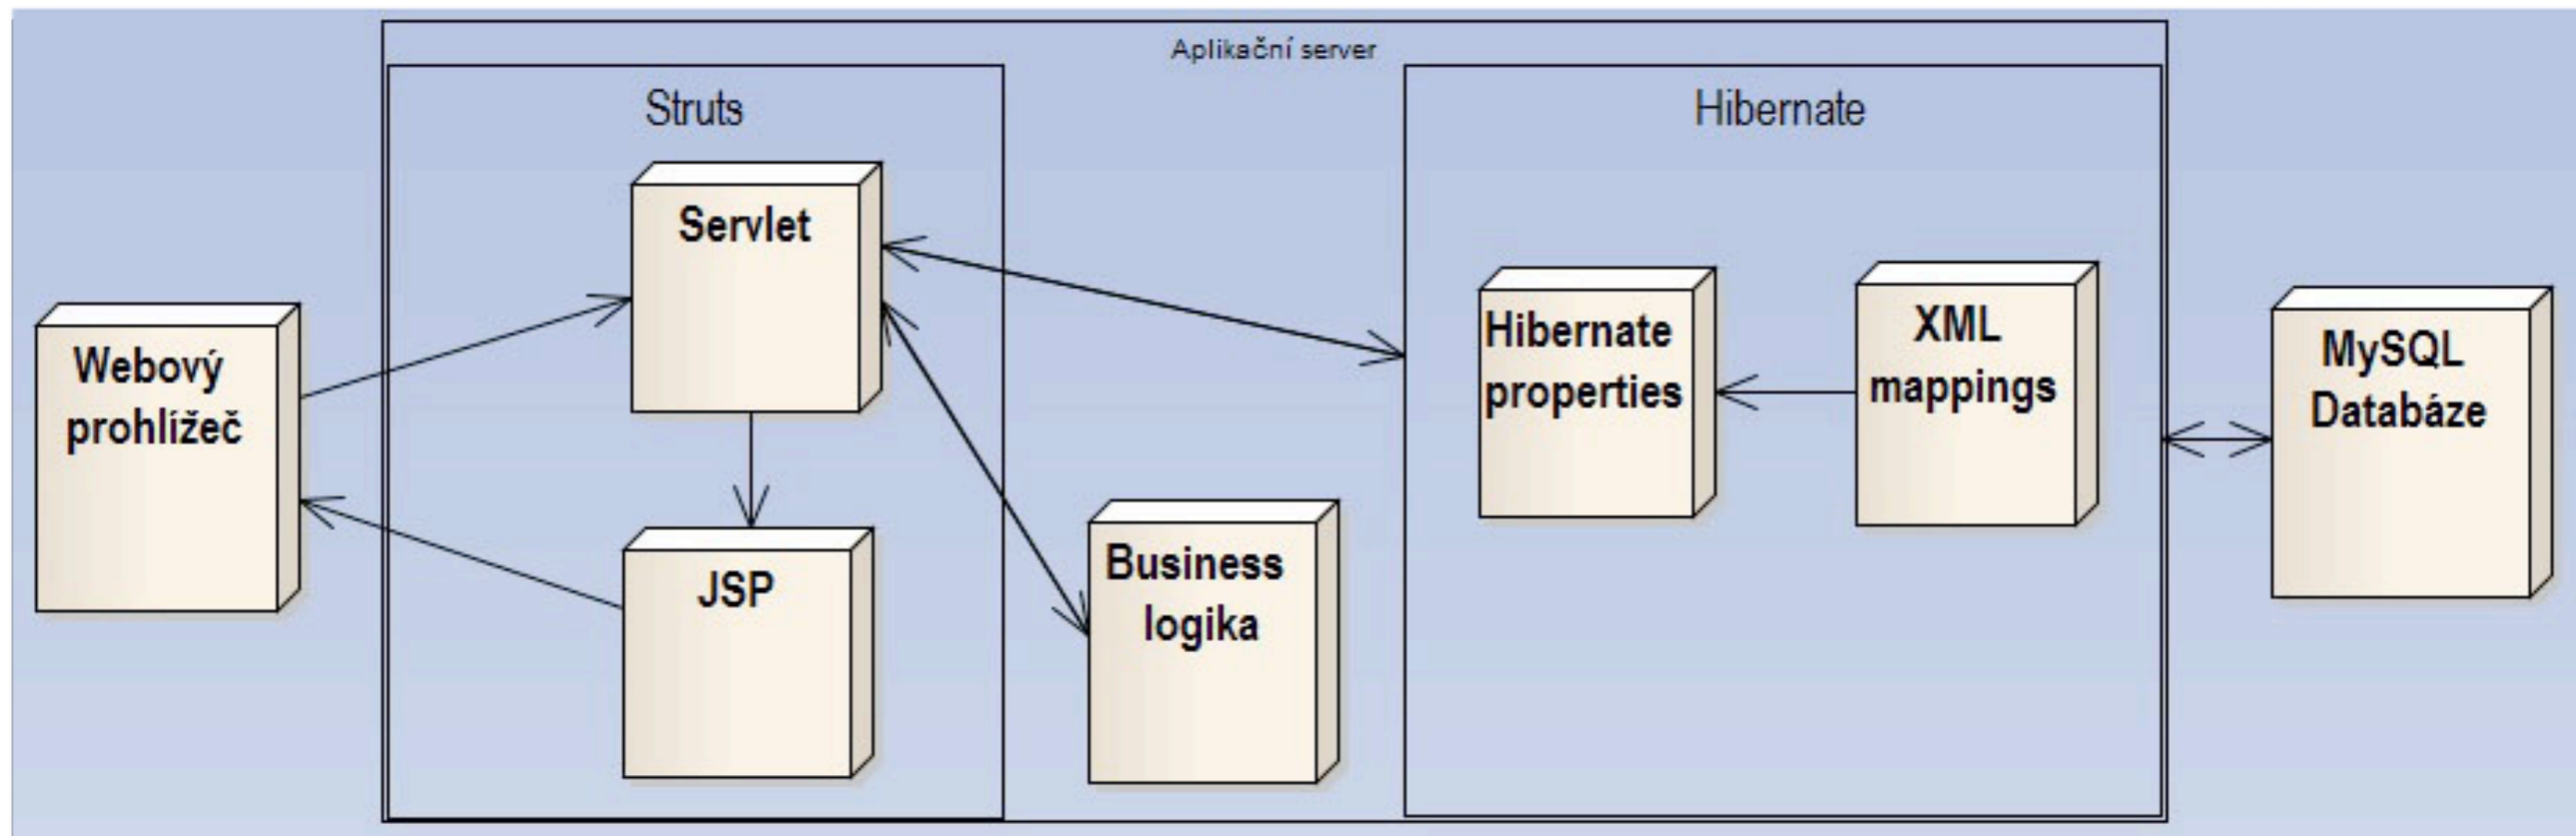 Aplikační server
Struts
Hibernate
Servlet
Webový
prohlížeč
JSP
Business
logika
Hibernate
properties
XML
mappings
MySQL
Databáze